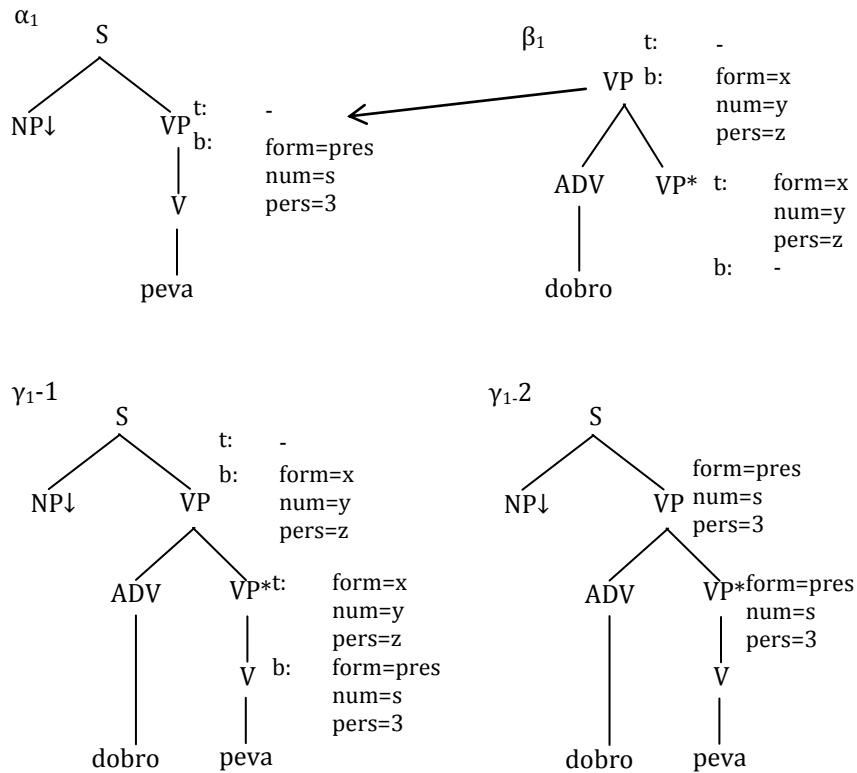 α₁
S
NP↓ VP t: -
b: form=pres
num=s
pers=3
V
peva
β₁ t: -
VP b: form=x
num=y
pers=z
ADV VP* t: form=x
num=y
pers=z
b: -
dobro
γ₁-1
S
t: -
b: form=x
NP↓ VP num=y
pers=z
ADV VP* t: form=x
num=y
pers=z
V b: form=pres
num=s
pers=3
dobro peva
γ₁-2
S
form=pres
NP↓ VP num=s
pers=3
ADV VP* form=pres
num=s
pers=3
V
dobro peva